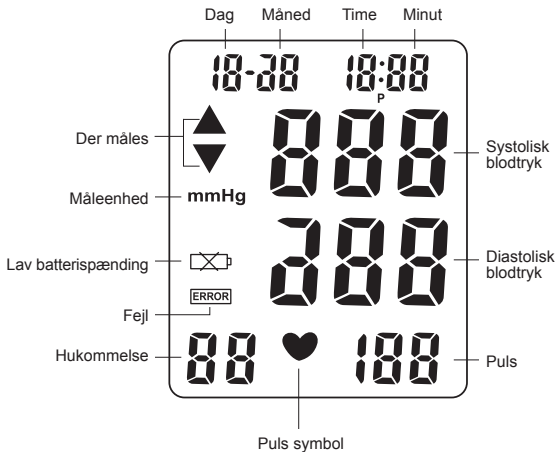 Dag Måned Time Minut
18-28 18:88
P
Der måles
888
Systolisk
blodtryk
Måleenhed mmHg
288
Diastolisk
blodtryk
Lav batterispænding
ERROR
Fejl
Hukommelse 88 188 Puls
Puls symbol